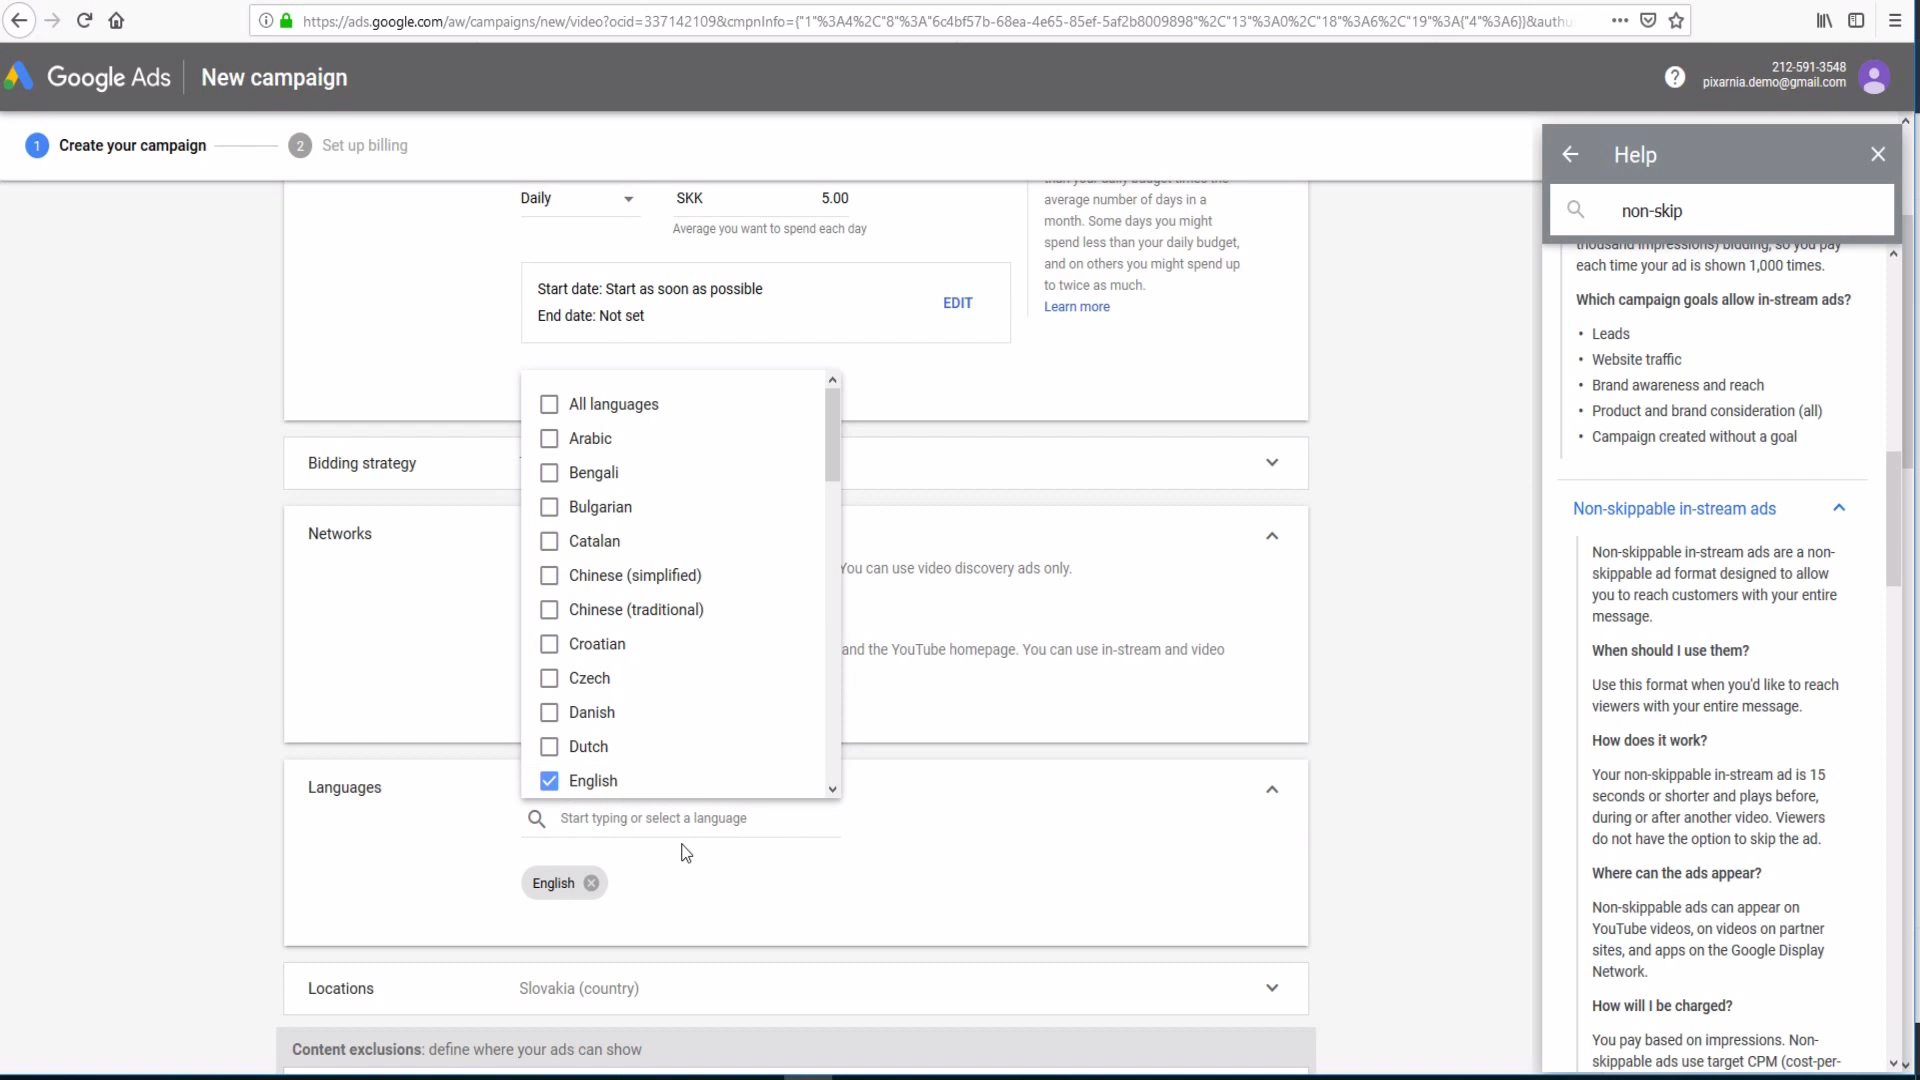 https://ads.google.com/aw/campaigns/new/video?ocid=337142109&cmpnInfo={"1"%3A4%2C"8"%3A"6c4bf57b-68ea-4e65-85ef-5af2b8009898"%2C"13"%3A0%2C"18"%3A6%2C"19"%3A{"4"%3A6}}&authu
Google Ads
New campaign
212-591-3548
pixarnia.demo@gmail.com
1 Create your campaign
2 Set up billing
Daily
SKK 5.00
Average you want to spend each day
average number of days in a
month. Some days you might
spend less than your daily budget,
and on others you might spend up
to twice as much.
Learn more
Start date: Start as soon as possible
End date: Not set
EDIT
All languages
Arabic
Bengali
Bulgarian
Catalan
Chinese (simplified)
Chinese (traditional)
Croatian
Czech
Danish
Dutch
English
Bidding strategy
Networks
You can use video discovery ads only.
and the YouTube homepage. You can use in-stream and video
Languages
Start typing or select a language
English
Locations
Slovakia (country)
Content exclusions: define where your ads can show
Help
non-skip
thousand impressions) bidding, so you pay
each time your ad is shown 1,000 times.
Which campaign goals allow in-stream ads?
• Leads
• Website traffic
• Brand awareness and reach
• Product and brand consideration (all)
• Campaign created without a goal
Non-skippable in-stream ads
Non-skippable in-stream ads are a non-
skippable ad format designed to allow
you to reach customers with your entire
message.
When should I use them?
Use this format when you'd like to reach
viewers with your entire message.
How does it work?
Your non-skippable in-stream ad is 15
seconds or shorter and plays before,
during or after another video. Viewers
do not have the option to skip the ad.
Where can the ads appear?
Non-skippable ads can appear on
YouTube videos, on videos on partner
sites, and apps on the Google Display
Network.
How will I be charged?
You pay based on impressions. Non-
skippable ads use target CPM (cost-per-